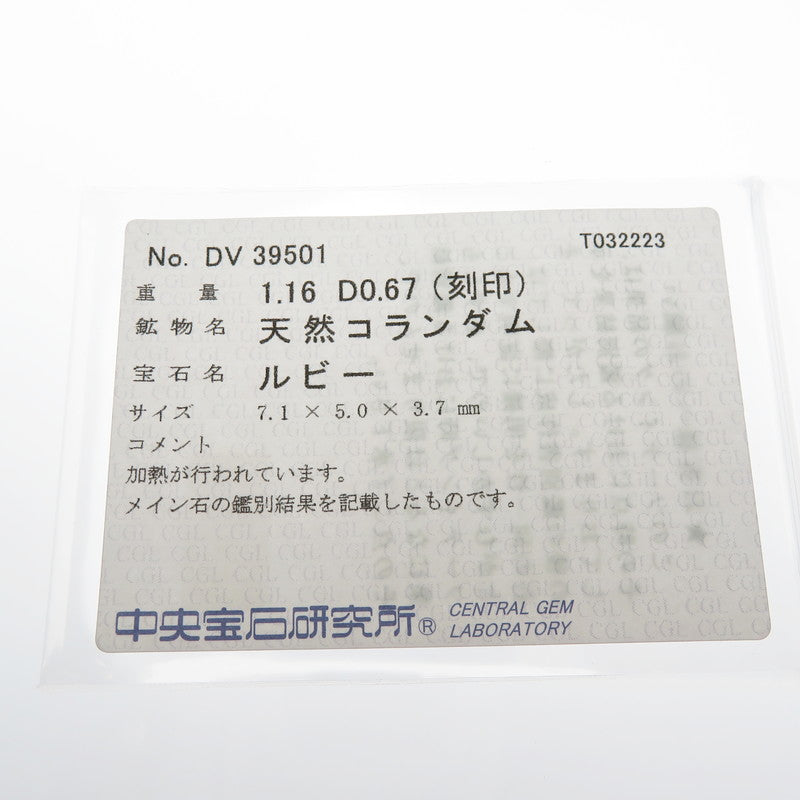 No. DV 39501
T032223
重量 1.16 D0.67 (刻印)
鉱物名 天然コランダム
宝石名 ルビー
サイズ 7.1 × 5.0 × 3.7 mm
コメント
加熱が行われています。
メイン石の鑑別結果を記載したものです。
中央宝石研究所® CENTRAL GEM
LABORATORY